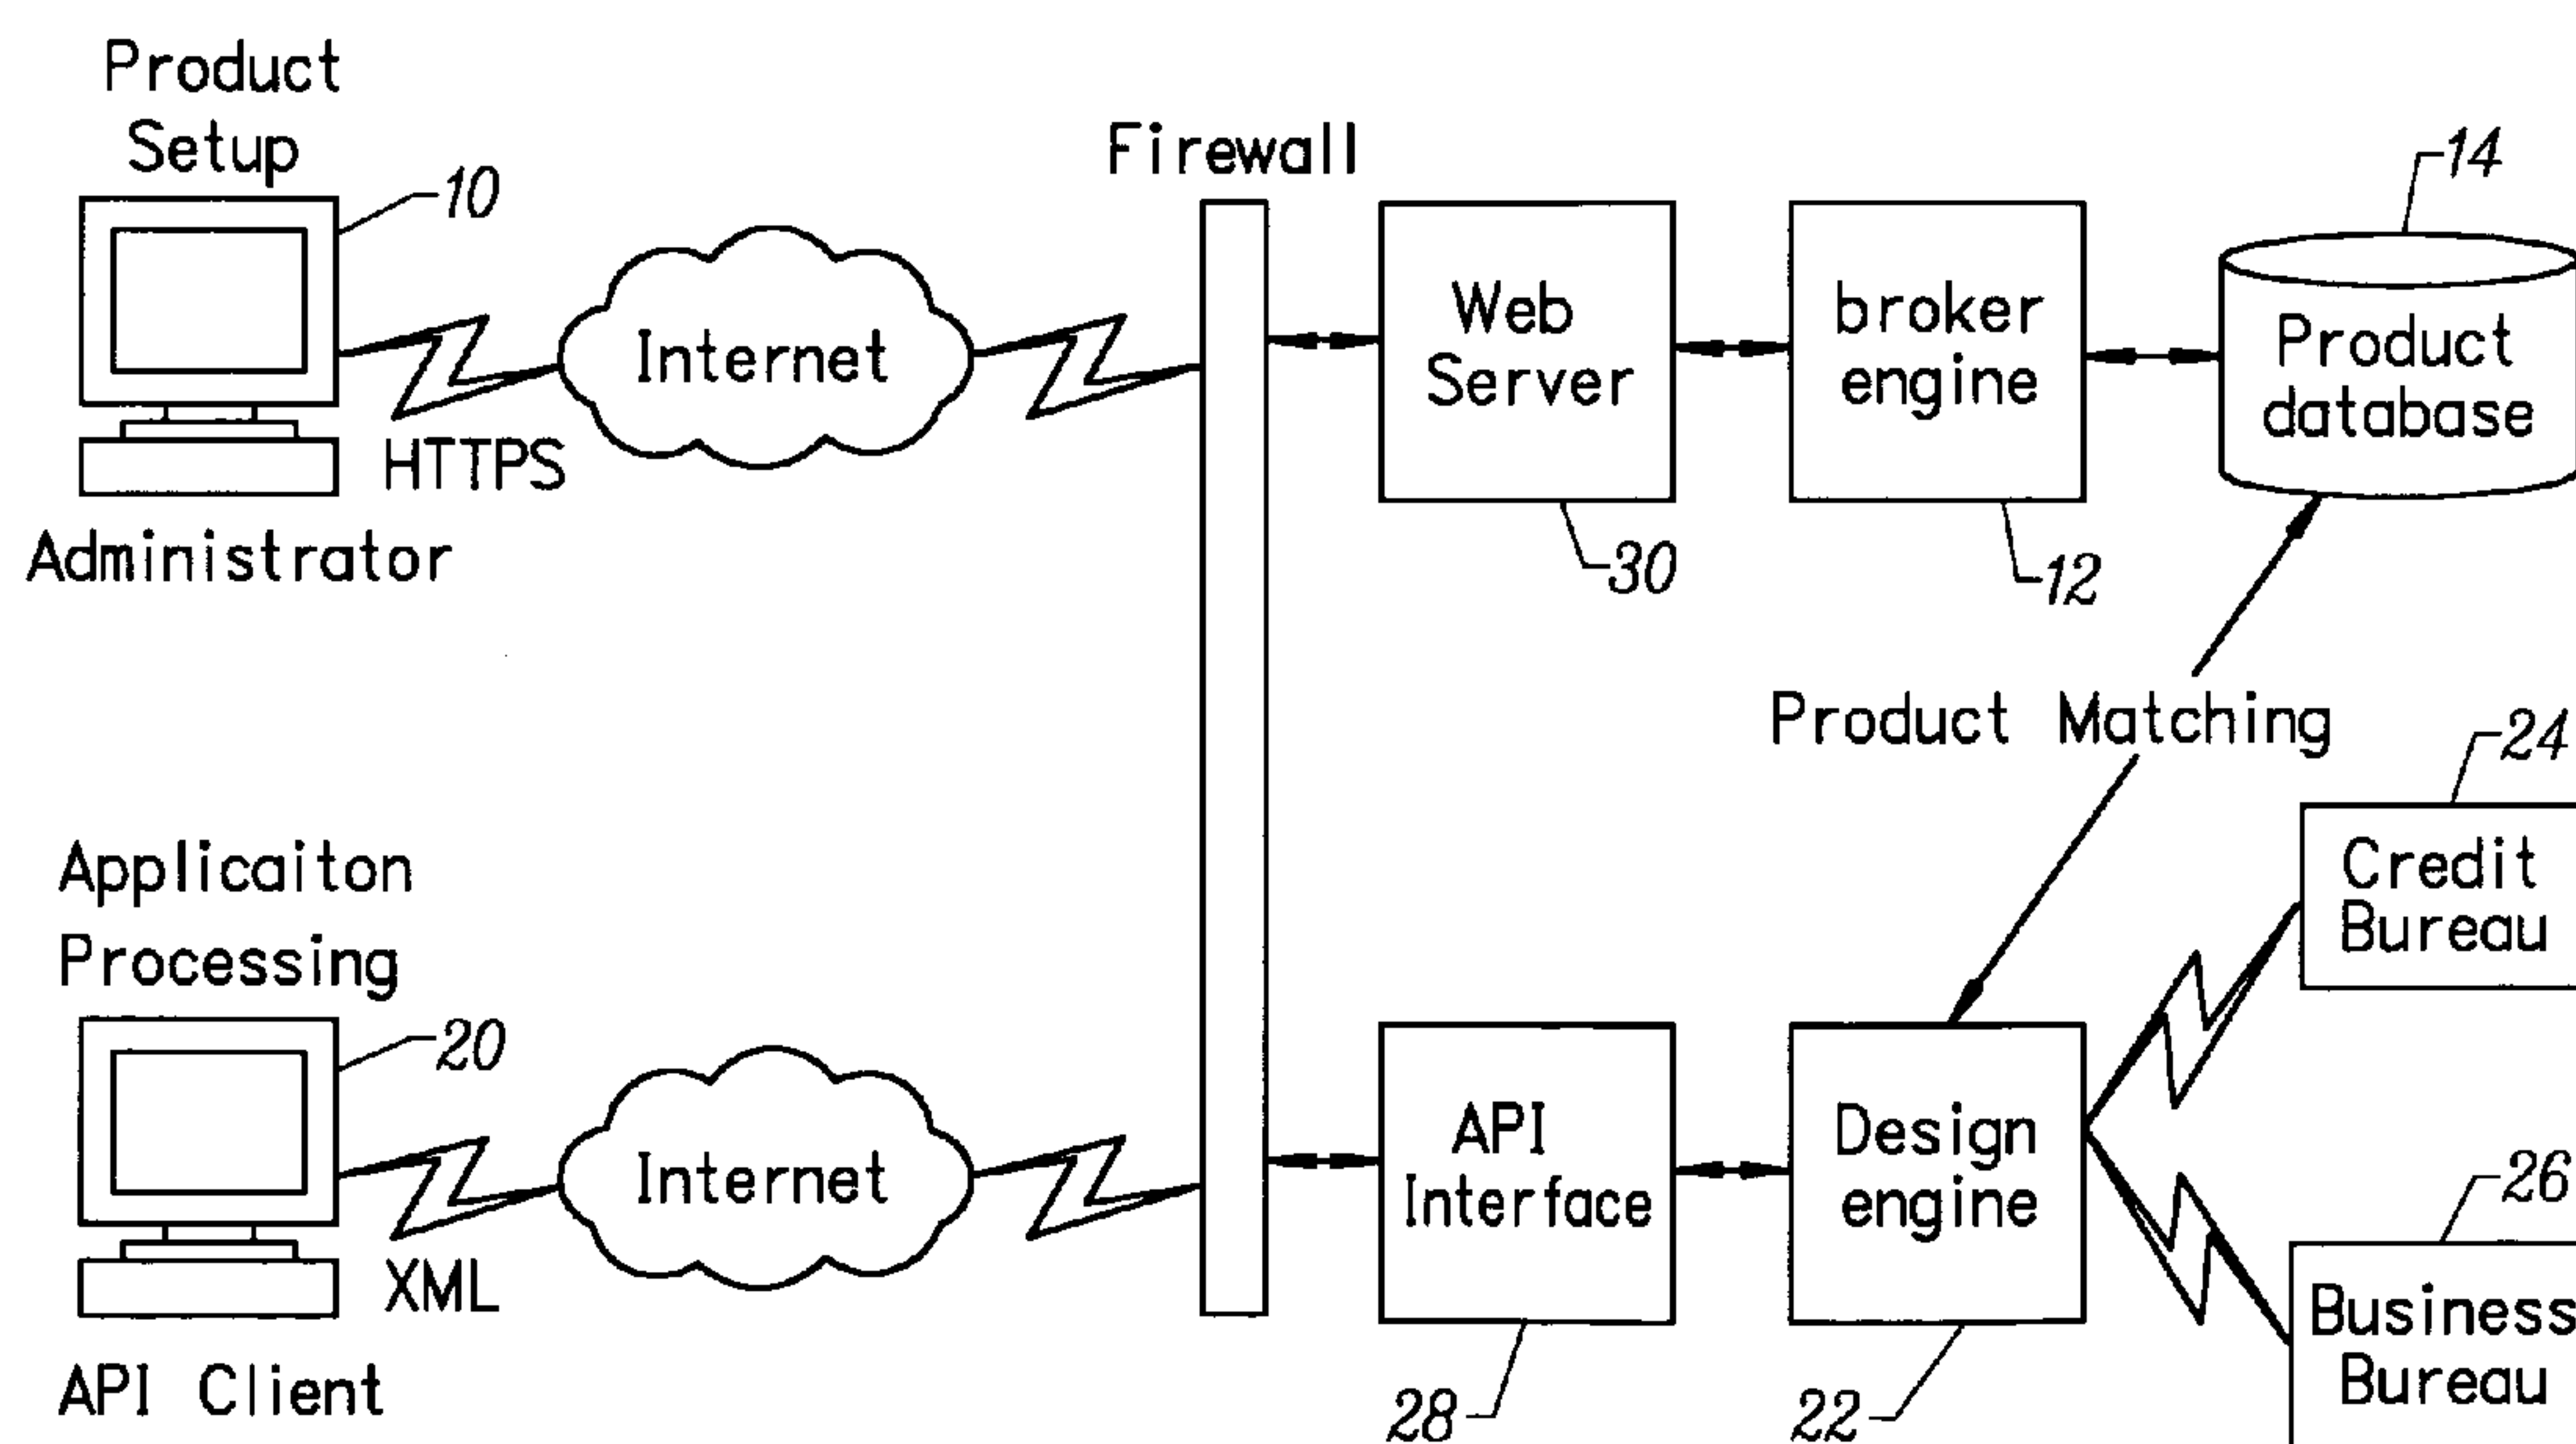 Product
Setup
10
HTTPS
Administrator
Internet
Firewall
Web
Server
30
broker
engine
12
14
Product
database
Product Matching
Applicaiton
Processing
20
XML
API Client
Internet
API
Interface
28
Design
engine
22
24
Credit
Bureau
26
Business
Bureau